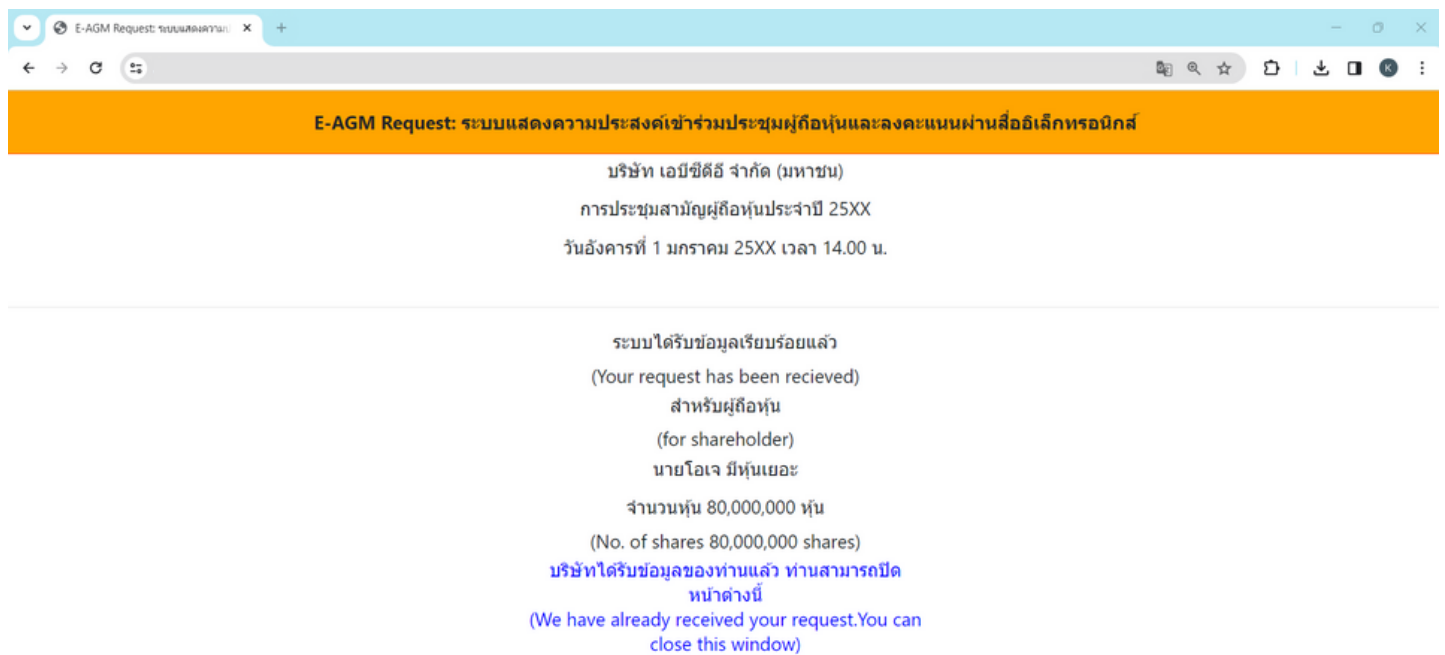 E-AGM Request: ระบบแสดงความป
E-AGM Request: ระบบแสดงความประสงค์เข้าร่วมประชุมผู้ถือหุ้นและลงคะแนนผ่านสื่ออิเล็กทรอนิกส์
บริษัท เอบีซีดีอี จำกัด (มหาชน)
การประชุมสามัญผู้ถือหุ้นประจำปี 25XX
วันอังคารที่ 1 มกราคม 25XX เวลา 14.00 น.
ระบบได้รับข้อมูลเรียบร้อยแล้ว
(Your request has been recieved)
สำหรับผู้ถือหุ้น
(for shareholder)
นายโอเจ มีหุ้นเยอะ
จำนวนหุ้น 80,000,000 หุ้น
(No. of shares 80,000,000 shares)
บริษัทได้รับข้อมูลของท่านแล้ว ท่านสามารถปิด
หน้าต่างนี้
(We have already received your request.You can
close this window)